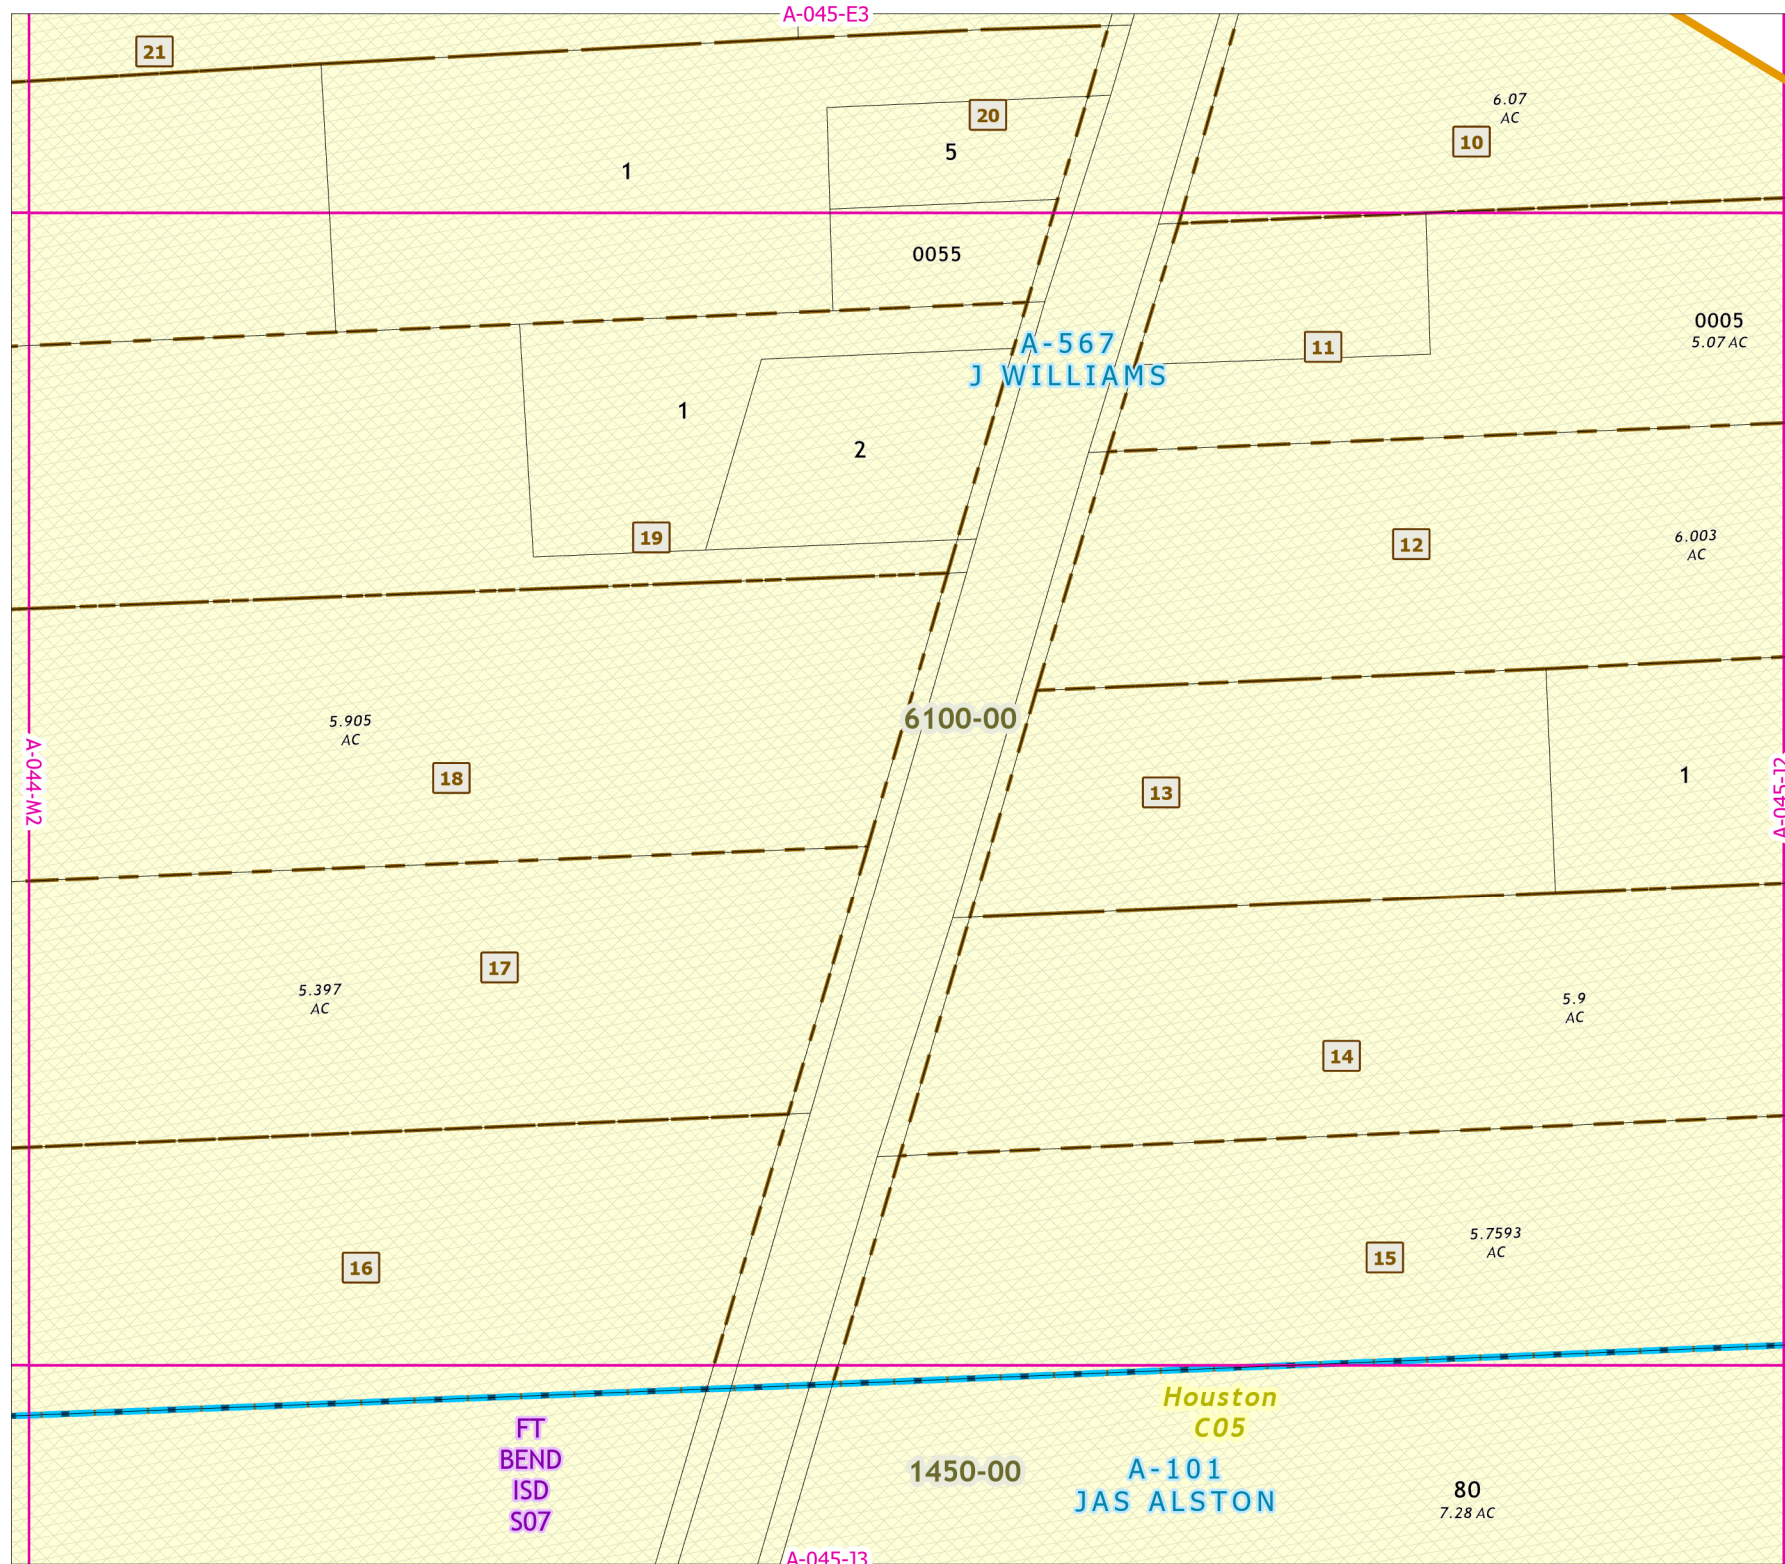 A-045-E3
21
6.07
AC
20
10
5
1
0055
0005
5.07 AC
A-567
J WILLIAMS
11
1
2
19
12
6.003
AC
5.905
AC
6100-00
18
13
1
A-044-M2
A-045-J2
17
5.397
AC
5.9
AC
14
16
15
5.7593
AC
Houston
C05
FT
BEND
ISD
S07
1450-00
A-101
JAS ALSTON
80
7.28 AC
A-045-J3